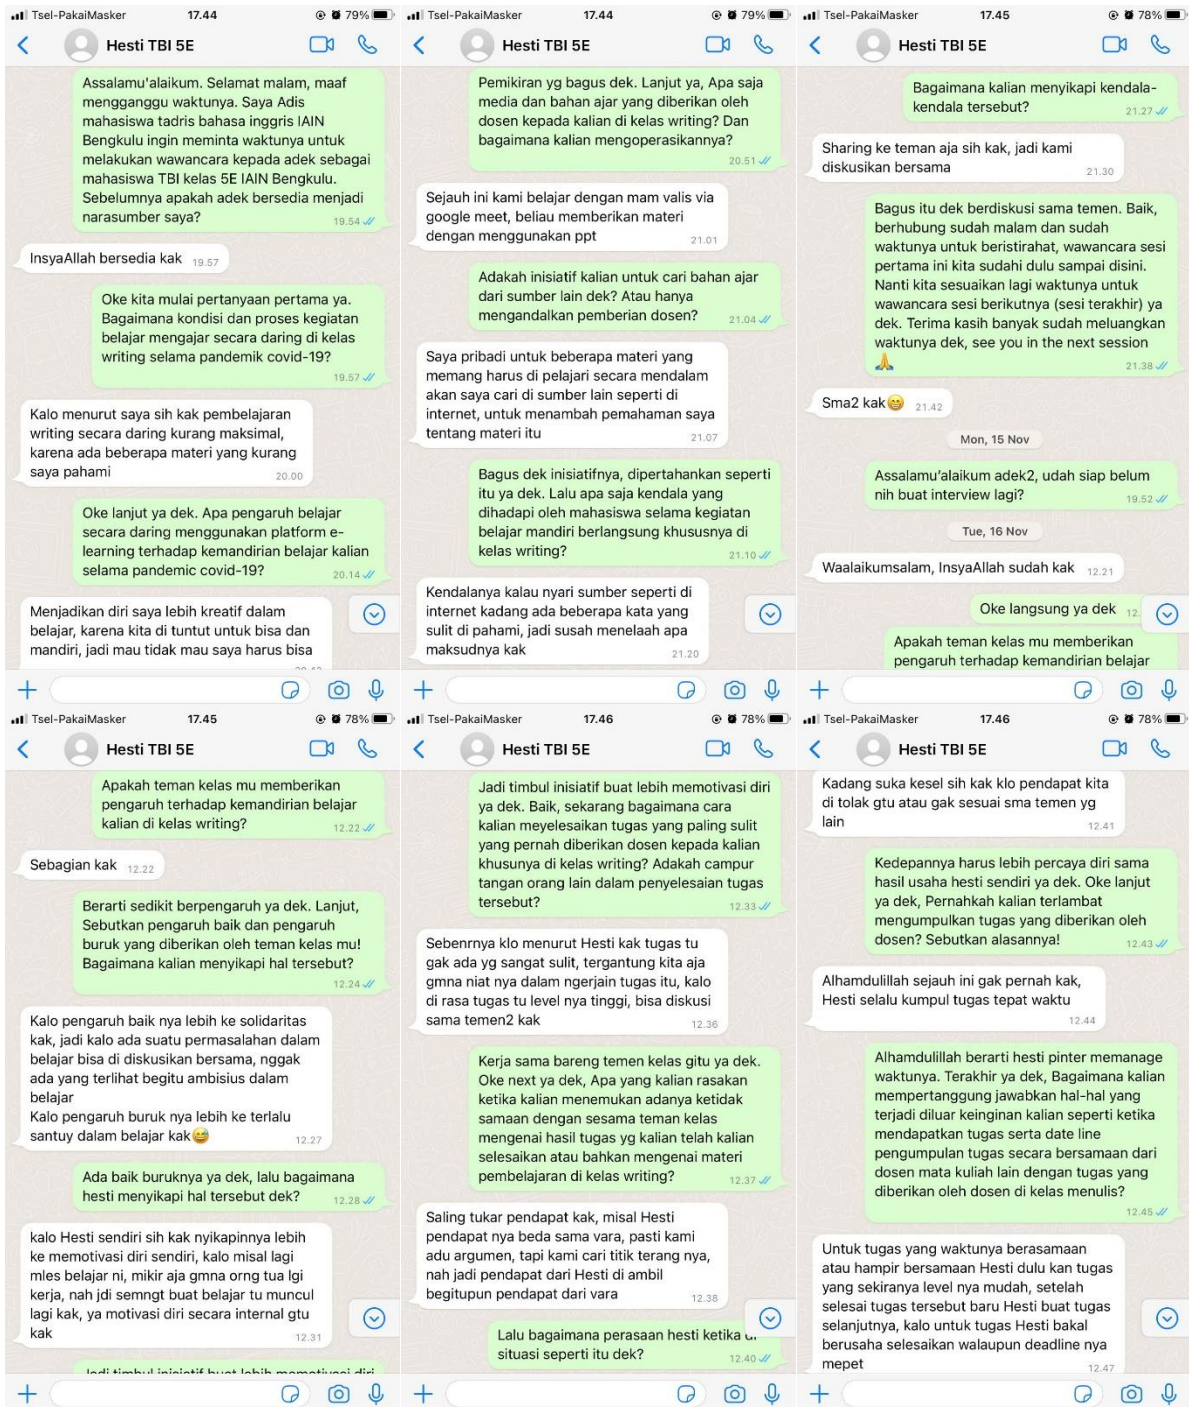 Tsel-PakaiMasker 17.44 79%
Hesti TBI 5E
Assalamu'alaikum. Selamat malam, maaf
mengganggu waktunya. Saya Adis
mahasiswa tadris bahasa inggris IAIN
Bengkulu ingin meminta waktunya untuk
melakukan wawancara kepada adek sebagai
mahasiswa TBI kelas 5E IAIN Bengkulu.
Sebelumnya apakah adek bersedia menjadi
narasumber saya?
19.54
InsyaAllah bersedia kak 19.57
Oke kita mulai pertanyaan pertama ya.
Bagaimana kondisi dan proses kegiatan
belajar mengajar secara daring di kelas
writing selama pandemik covid-19?
19.57
Kalo menurut saya sih kak pembelajaran
writing secara daring kurang maksimal,
karena ada beberapa materi yang kurang
saya pahami 20.00
Oke lanjut ya dek. Apa pengaruh belajar
secara daring menggunakan platform e-
learning terhadap kemandirian belajar kalian
selama pandemic covid-19? 20.14
Menjadikan diri saya lebih kreatif dalam
belajar, karena kita di tuntut untuk bisa dan
mandiri, jadi mau tidak mau saya harus bisa
Tsel-PakaiMasker 17.44 79%
Hesti TBI 5E
Pemikiran yg bagus dek. Lanjut ya, Apa saja
media dan bahan ajar yang diberikan oleh
dosen kepada kalian di kelas writing? Dan
bagaimana kalian mengoperasikannya?
20.51
Sejauh ini kami belajar dengan mam valis via
google meet, beliau memberikan materi
dengan menggunakan ppt 21.01
Adakah inisiatif kalian untuk cari bahan ajar
dari sumber lain dek? Atau hanya
mengandalkan pemberian dosen? 21.04
Saya pribadi untuk beberapa materi yang
memang harus di pelajari secara mendalam
akan saya cari di sumber lain seperti di
internet, untuk menambah pemahaman saya
tentang materi itu 21.07
Bagus dek inisiatifnya, dipertahankan seperti
itu ya dek. Lalu apa saja kendala yang
dihadapi oleh mahasiswa selama kegiatan
belajar mandiri berlangsung khususnya di
kelas writing? 21.10
Kendalanya kalau nyari sumber seperti di
internet kadang ada beberapa kata yang
sulit di pahami, jadi susah menelaah apa
maksudnya kak 21.20
Tsel-PakaiMasker 17.45 78%
Hesti TBI 5E
Bagaimana kalian menyikapi kendala-
kendala tersebut? 21.27
Sharing ke teman aja sih kak, jadi kami
diskusikan bersama 21.30
Bagus itu dek berdiskusi sama temen. Baik,
berhubung sudah malam dan sudah
waktunya untuk beristirahat, wawancara sesi
pertama ini kita sudahi dulu sampai disini.
Nanti kita sesuaikan lagi waktunya untuk
wawancara sesi berikutnya (sesi terakhir) ya
dek. Terima kasih banyak sudah meluangkan
waktunya dek, see you in the next session
🙏 21.38
Sma2 kak😁 21.42
Mon, 15 Nov
Assalamu'alaikum adek2, udah siap belum
nih buat interview lagi? 19.52
Tue, 16 Nov
Waalaikumsalam, InsyaAllah sudah kak 12.21
Oke langsung ya dek 12.
Apakah teman kelas mu memberikan
pengaruh terhadap kemandirian belajar
Tsel-PakaiMasker 17.45 78%
Hesti TBI 5E
Apakah teman kelas mu memberikan
pengaruh terhadap kemandirian belajar
kalian di kelas writing? 12.22
Sebagian kak 12.22
Berarti sedikit berpengaruh ya dek. Lanjut,
Sebutkan pengaruh baik dan pengaruh
buruk yang diberikan oleh teman kelas mu!
Bagaimana kalian menyikapi hal tersebut?
12.24
Kalo pengaruh baik nya lebih ke solidaritas
kak, jadi kalo ada suatu permasalahan dalam
belajar bisa di diskusikan bersama, nggak
ada yang terlihat begitu ambisius dalam
belajar
Kalo pengaruh buruk nya lebih ke terlalu
santuy dalam belajar kak😅 12.27
Ada baik buruknya ya dek, lalu bagaimana
hesti menyikapi hal tersebut dek? 12.28
kalo Hesti sendiri sih kak nyikapinnya lebih
ke memotivasi diri sendiri, kalo misal lagi
mles belajar ni, mikir aja gmna orng tua lgi
kerja, nah jdi semngt buat belajar tu muncul
lagi kak, ya motivasi diri secara internal gtu
kak 12.31
Jadi timbul inisiatif buat lebih memotivasi diri
Tsel-PakaiMasker 17.46 78%
Hesti TBI 5E
Jadi timbul inisiatif buat lebih memotivasi diri
ya dek. Baik, sekarang bagaimana cara
kalian meyelesaikan tugas yang paling sulit
yang pernah diberikan dosen kepada kalian
khusunya di kelas writing? Adakah campur
tangan orang lain dalam penyelesaian tugas
tersebut? 12.33
Sebenrnya klo menurut Hesti kak tugas tu
gak ada yg sangat sulit, tergantung kita aja
gmna niat nya dalam ngerjain tugas itu, kalo
di rasa tugas tu level nya tinggi, bisa diskusi
sama temen2 kak 12.36
Kerja sama bareng temen kelas gitu ya dek.
Oke next ya dek, Apa yang kalian rasakan
ketika kalian menemukan adanya ketidak
samaan dengan sesama teman kelas
mengenai hasil tugas yg kalian telah kalian
selesaikan atau bahkan mengenai materi
pembelajaran di kelas writing? 12.37
Saling tukar pendapat kak, misal Hesti
pendapat nya beda sama vara, pasti kami
adu argumen, tapi kami cari titik terang nya,
nah jadi pendapat dari Hesti di ambil
begitupun pendapat dari vara 12.38
Lalu bagaimana perasaan hesti ketika di
situasi seperti itu dek? 12.40
Tsel-PakaiMasker 17.46 78%
Hesti TBI 5E
Kadang suka kesel sih kak klo pendapat kita
di tolak gtu atau gak sesuai sma temen yg
lain 12.41
Kedepannya harus lebih percaya diri sama
hasil usaha hesti sendiri ya dek. Oke lanjut
ya dek, Pernahkah kalian terlambat
mengumpulkan tugas yang diberikan oleh
dosen? Sebutkan alasannya! 12.43
Alhamdulillah sejauh ini gak pernah kak,
Hesti selalu kumpul tugas tepat waktu
12.44
Alhamdulillah berarti hesti pinter memanage
waktunya. Terakhir ya dek, Bagaimana kalian
mempertanggung jawabkan hal-hal yang
terjadi diluar keinginan kalian seperti ketika
mendapatkan tugas serta date line
pengumpulan tugas secara bersamaan dari
dosen mata kuliah lain dengan tugas yang
diberikan oleh dosen di kelas menulis?
12.45
Untuk tugas yang waktunya berasamaan
atau hampir bersamaan Hesti dulu kan tugas
yang sekiranya level nya mudah, setelah
selesai tugas tersebut baru Hesti buat tugas
selanjutnya, kalo untuk tugas Hesti bakal
berusaha selesaikan walaupun deadline nya
mepet 12.47